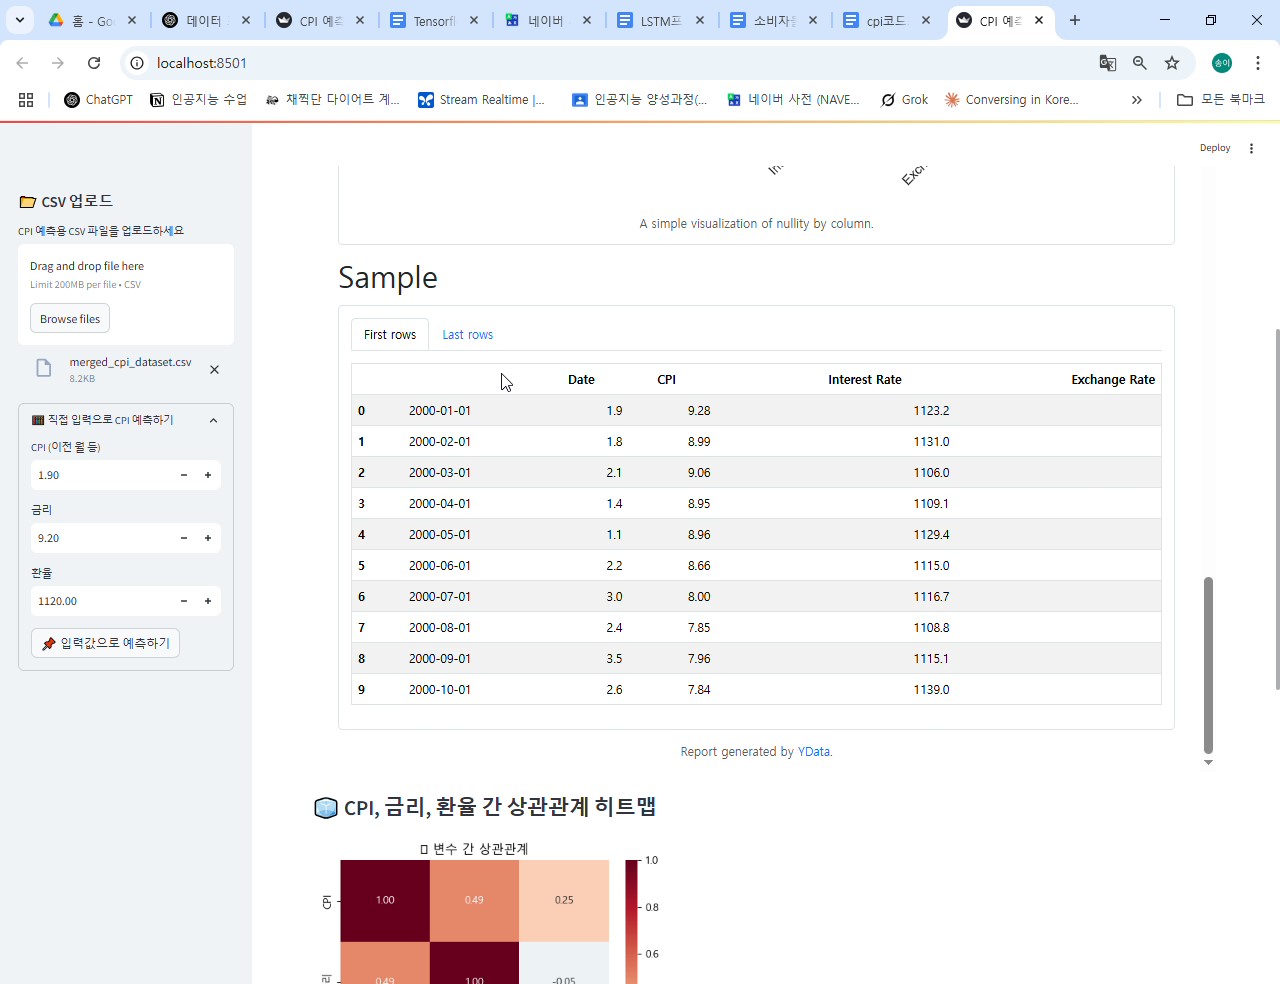 홈 - Go
데이터
CPI 예측
Tensorfl
네이버
LSTM프
소비자물
cpi코드
CPI 예측
localhost:8501
송이
ChatGPT
인공지능 수업
채찍단 다이어트 계...
Stream Realtime |...
인공지능 양성과정(...
네이버 사전 (NAVE...
Grok
Conversing in Kore...
모든 북마크
Deploy
CSV 업로드
CPI 예측용 CSV 파일을 업로드하세요
Drag and drop file here
Limit 200MB per file • CSV
Browse files
merged_cpi_dataset.csv
8.2KB
직접 입력으로 CPI 예측하기
CPI (이전 월 등)
1.90
금리
9.20
환율
1120.00
입력값으로 예측하기
A simple visualization of nullity by column.
Sample
First rows Last rows
Date CPI Interest Rate Exchange Rate
0 2000-01-01 1.9 9.28 1123.2
1 2000-02-01 1.8 8.99 1131.0
2 2000-03-01 2.1 9.06 1106.0
3 2000-04-01 1.4 8.95 1109.1
4 2000-05-01 1.1 8.96 1129.4
5 2000-06-01 2.2 8.66 1115.0
6 2000-07-01 3.0 8.00 1116.7
7 2000-08-01 2.4 7.85 1108.8
8 2000-09-01 3.5 7.96 1115.1
9 2000-10-01 2.6 7.84 1139.0
Report generated by YData.
CPI, 금리, 환율 간 상관관계 히트맵
변수 간 상관관계
CPI 1.00 0.49 0.25
0.49 1.00 -0.05
1.0
0.8
0.6